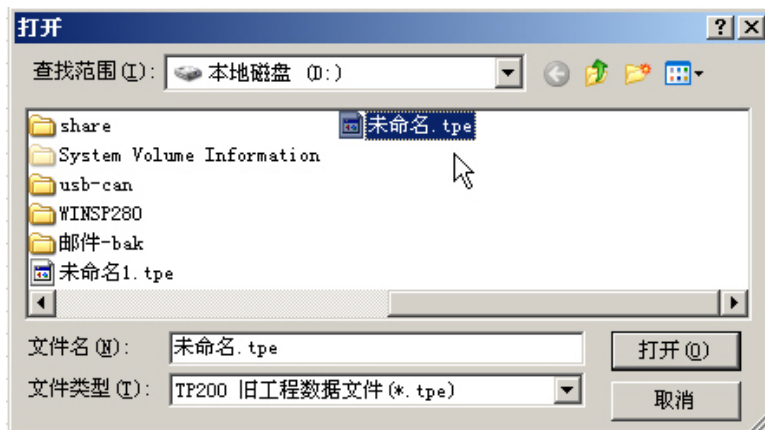 打开
查找范围(I): 本地磁盘 (D:)
share
System Volume Information
usb-can
WINSP280
邮件-bak
未命名1.tpe
未命名.tpe
文件名(N): 未命名.tpe
打开(O)
文件类型(T): TP200 旧工程数据文件(*.tpe)
取消